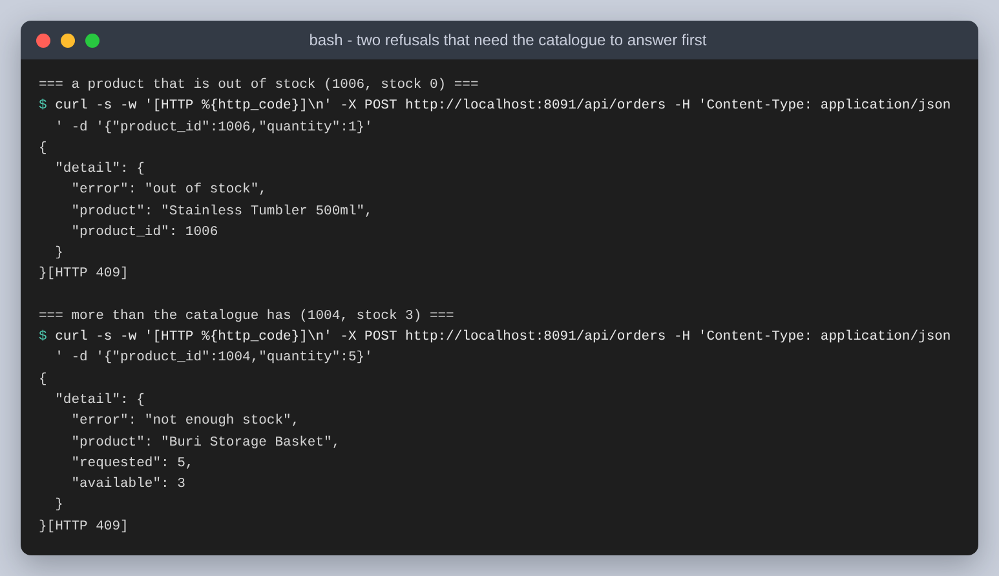 bash - two refusals that need the catalogue to answer first
=== a product that is out of stock (1006, stock 0) ===
$ curl -s -w '[HTTP %{http_code}]\n' -X POST http://localhost:8091/api/orders -H 'Content-Type: application/json
  ' -d '{"product_id":1006,"quantity":1}'
{
  "detail": {
    "error": "out of stock",
    "product": "Stainless Tumbler 500ml",
    "product_id": 1006
  }
}[HTTP 409]

=== more than the catalogue has (1004, stock 3) ===
$ curl -s -w '[HTTP %{http_code}]\n' -X POST http://localhost:8091/api/orders -H 'Content-Type: application/json
  ' -d '{"product_id":1004,"quantity":5}'
{
  "detail": {
    "error": "not enough stock",
    "product": "Buri Storage Basket",
    "requested": 5,
    "available": 3
  }
}[HTTP 409]